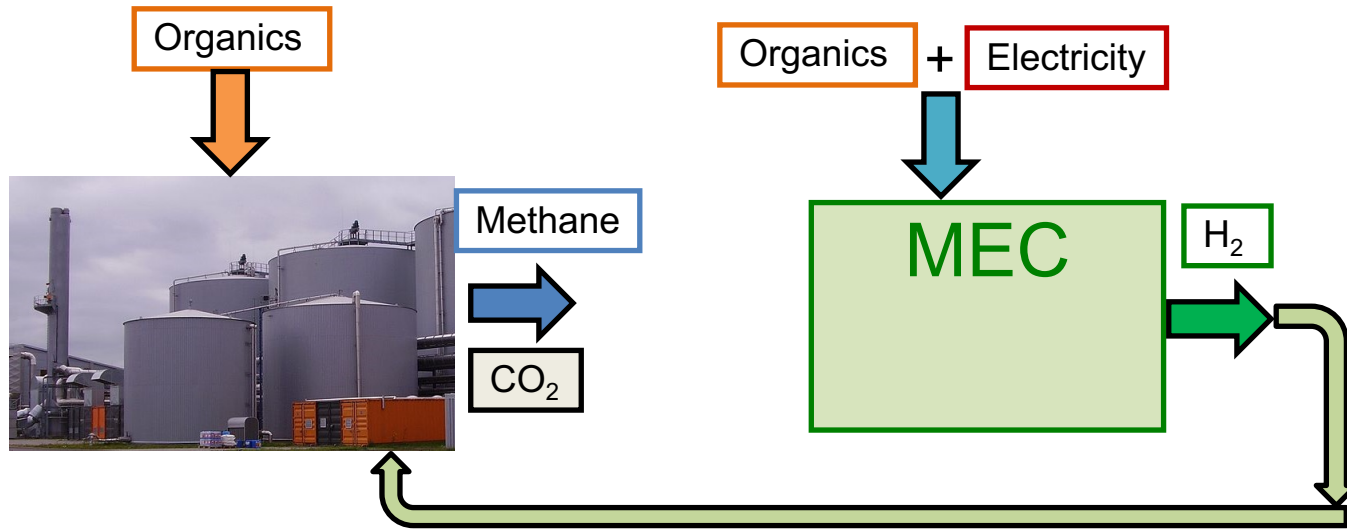 Organics
Organics + Electricity
Methane
CO₂
MEC
H₂